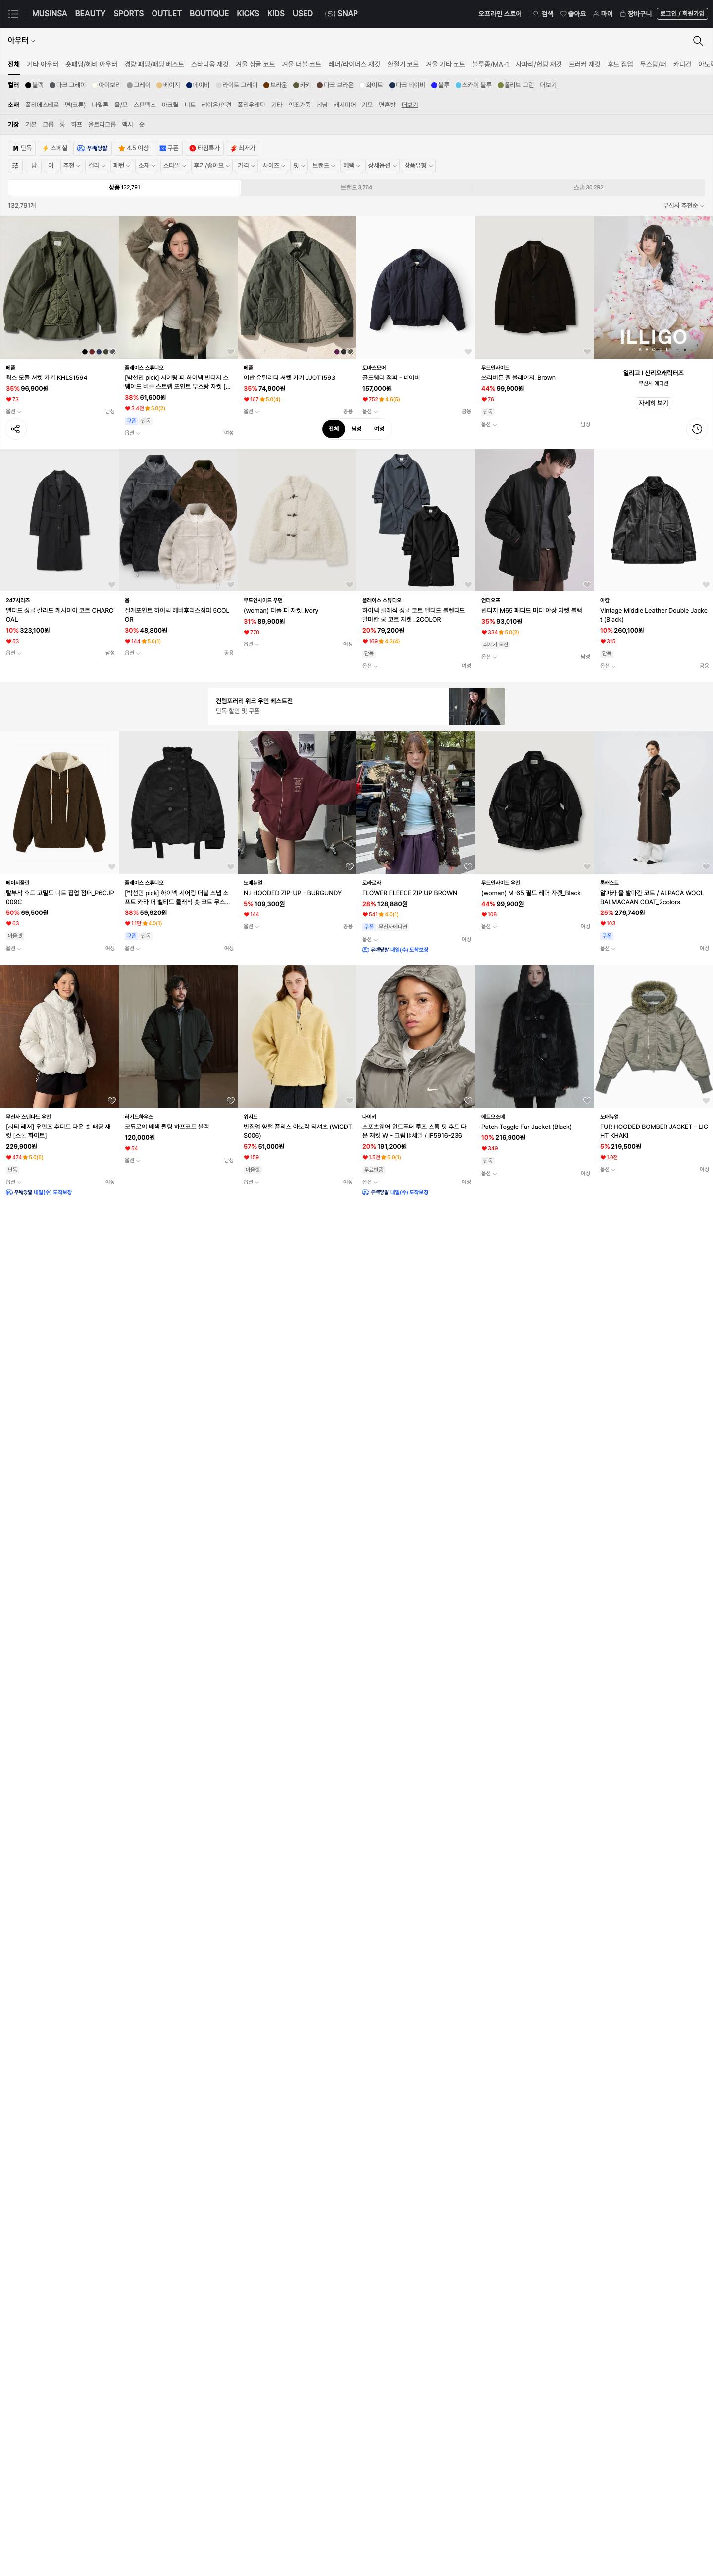 MUSINSA BEAUTY SPORTS OUTLET BOUTIQUE KICKS KIDS USED SNAP
오프라인 스토어 검색 좋아요 마이 장바구니 로그인 / 회원가입
아우터
전체 기타 아우터 숏패딩/헤비 아우터 경량 패딩/패딩 베스트 스타디움 재킷 겨울 싱글 코트 겨울 더블 코트 레더/라이더스 재킷 환절기 코트 겨울 기타 코트 블루종/MA-1 사파리/헌팅 재킷 트러커 재킷 후드 집업 무스탕/퍼 카디건
컬러 블랙 다크 그레이 아이보리 그레이 베이지 네이비 라이트 그레이 브라운 카키 다크 브라운 화이트 다크 네이비 블루 스카이 블루 올리브 그린 더보기
소재 폴리에스테르 면(코튼) 나일론 울/모 스판덱스 아크릴 니트 레이온/인견 폴리우레탄 기타 인조가죽 데님 캐시미어 기모 면혼방 더보기
기장 기본 크롭 롱 하프 울트라크롭 맥시 숏
단독 스페셜 무배당발 4.5 이상 쿠폰 타임특가 최저가
남 여 추천 컬러 패턴 소재 스타일 후기/좋아요 가격 사이즈 핏 브랜드 혜택 상세옵션 상품유형
상품 132,791 브랜드 3,764 스냅 30,292
132,791개 무신사 추천순
ILLIGO
SEOUL
페플
웍스 모듈 셔켓 카키 KHLS1594
35% 96,900원
73
옵션 남성
플레이스 스튜디오
[박선민 pick] 시어링 퍼 하이넥 빈티지 스
웨이드 버클 스트랩 포인트 무스탕 자켓 [...
38% 61,600원
3.4천 5.0(2)
쿠폰 단독
옵션 여성
페플
어반 유틸리티 셔켓 카키 JJOT1593
35% 74,900원
167 5.0(4)
옵션 공용
토마스모어
콜드웨더 점퍼 - 네이비
157,000원
752 4.6(5)
옵션 공용
무드인사이드
쓰리버튼 울 블레이저_Brown
44% 99,900원
76
단독
옵션 남성
일리고 I 산리오캐릭터즈
무신사 에디션
자세히 보기
전체 남성 여성
247시리즈
벨티드 싱글 칼라드 케시미어 코트 CHARC
OAL
10% 323,100원
53
옵션 남성
음
절개포인트 하이넥 헤비후리스점퍼 5COL
OR
30% 48,800원
144 5.0(1)
옵션 공용
무드인사이드 우먼
(woman) 더플 퍼 자켓_Ivory
31% 89,900원
770
옵션 여성
플레이스 스튜디오
하이넥 클래식 싱글 코트 벨티드 블렌디드
발마칸 롱 코트 자켓 _2COLOR
20% 79,200원
169 4.3(4)
단독
옵션 여성
언더오프
빈티지 M65 패디드 미디 야상 자켓 블랙
35% 93,010원
334 5.0(2)
최저가 도전
옵션 남성
아캅
Vintage Middle Leather Double Jacke
t (Black)
10% 260,100원
315
단독
옵션 공용
컨템포러리 위크 우먼 베스트전
단독 할인 및 쿠폰
페이지플린
탈부착 후드 고밀도 니트 집업 점퍼_P6CJP
009C
50% 69,500원
63
아울렛
옵션 여성
플레이스 스튜디오
[박선민 pick] 하이넥 시어링 더블 스냅 소
프트 카라 퍼 벨티드 클래식 숏 코트 무스...
38% 59,920원
1.1만 4.0(1)
쿠폰 단독
옵션 여성
노매뉴얼
N.I HOODED ZIP-UP - BURGUNDY
5% 109,300원
144
옵션 공용
로라로라
FLOWER FLEECE ZIP UP BROWN
28% 128,880원
541 4.0(1)
쿠폰 무신사에디션
옵션 여성
무배당발 내일(수) 도착보장
무드인사이드 우먼
(woman) M-65 필드 레더 자켓_Black
44% 99,900원
108
옵션 여성
룩캐스트
알파카 울 발마칸 코트 / ALPACA WOOL
BALMACAAN COAT_2colors
25% 276,740원
103
쿠폰
옵션 여성
무신사 스탠다드 우먼
[시티 레저] 우먼즈 후디드 다운 숏 패딩 재
킷 [스톤 화이트]
229,900원
474 5.0(5)
단독
옵션 여성
무배당발 내일(수) 도착보장
러기드하우스
코듀로이 배색 퀼팅 하프코트 블랙
120,000원
54
옵션 남성
위시드
반집업 양털 플리스 아노락 티셔츠 (WICDT
S006)
57% 51,000원
159
아울렛
옵션 여성
나이키
스포츠웨어 윈드푸퍼 루즈 스톰 핏 후드 다
운 재킷 W - 크림 II:세일 / IF5916-236
20% 191,200원
1.5천 5.0(1)
무료반품
옵션 여성
무배당발 내일(수) 도착보장
에트오소메
Patch Toggle Fur Jacket (Black)
10% 216,900원
349
단독
옵션 여성
노매뉴얼
FUR HOODED BOMBER JACKET - LIG
HT KHAKI
5% 219,500원
1.0천
옵션 여성